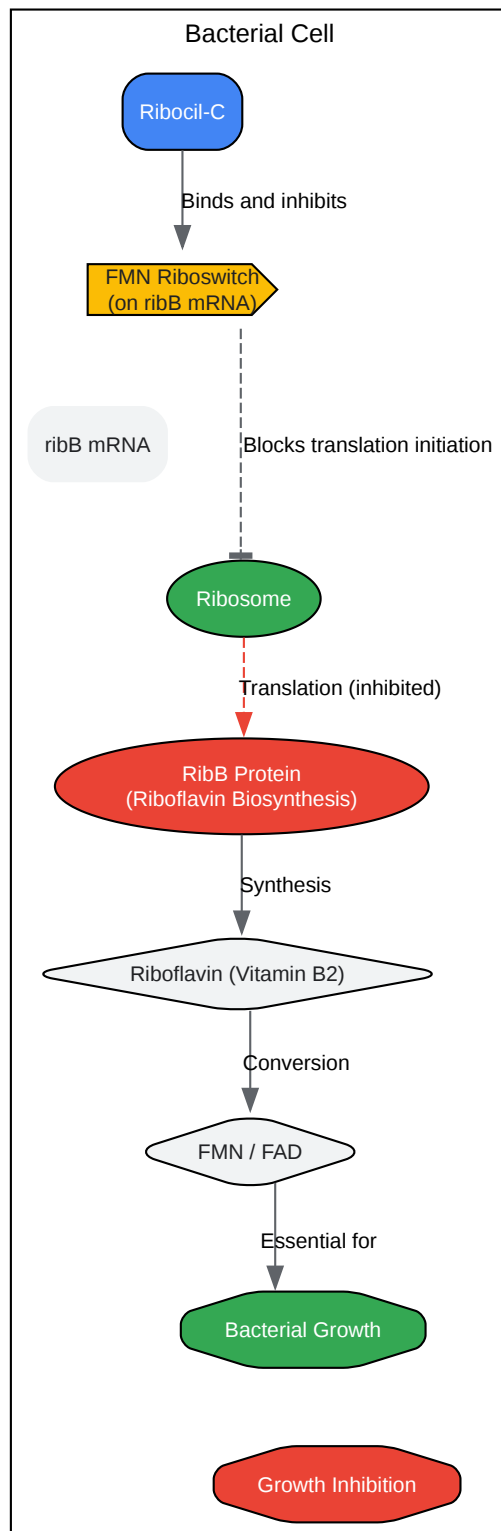 Bacterial Cell
Ribocil-C
Binds and inhibits
FMN Riboswitch
(on ribB mRNA)
ribB mRNA
Blocks translation initiation
Ribosome
Translation (inhibited)
RibB Protein
(Riboflavin Biosynthesis)
Synthesis
Riboflavin (Vitamin B2)
Conversion
FMN / FAD
Essential for
Bacterial Growth
Growth Inhibition